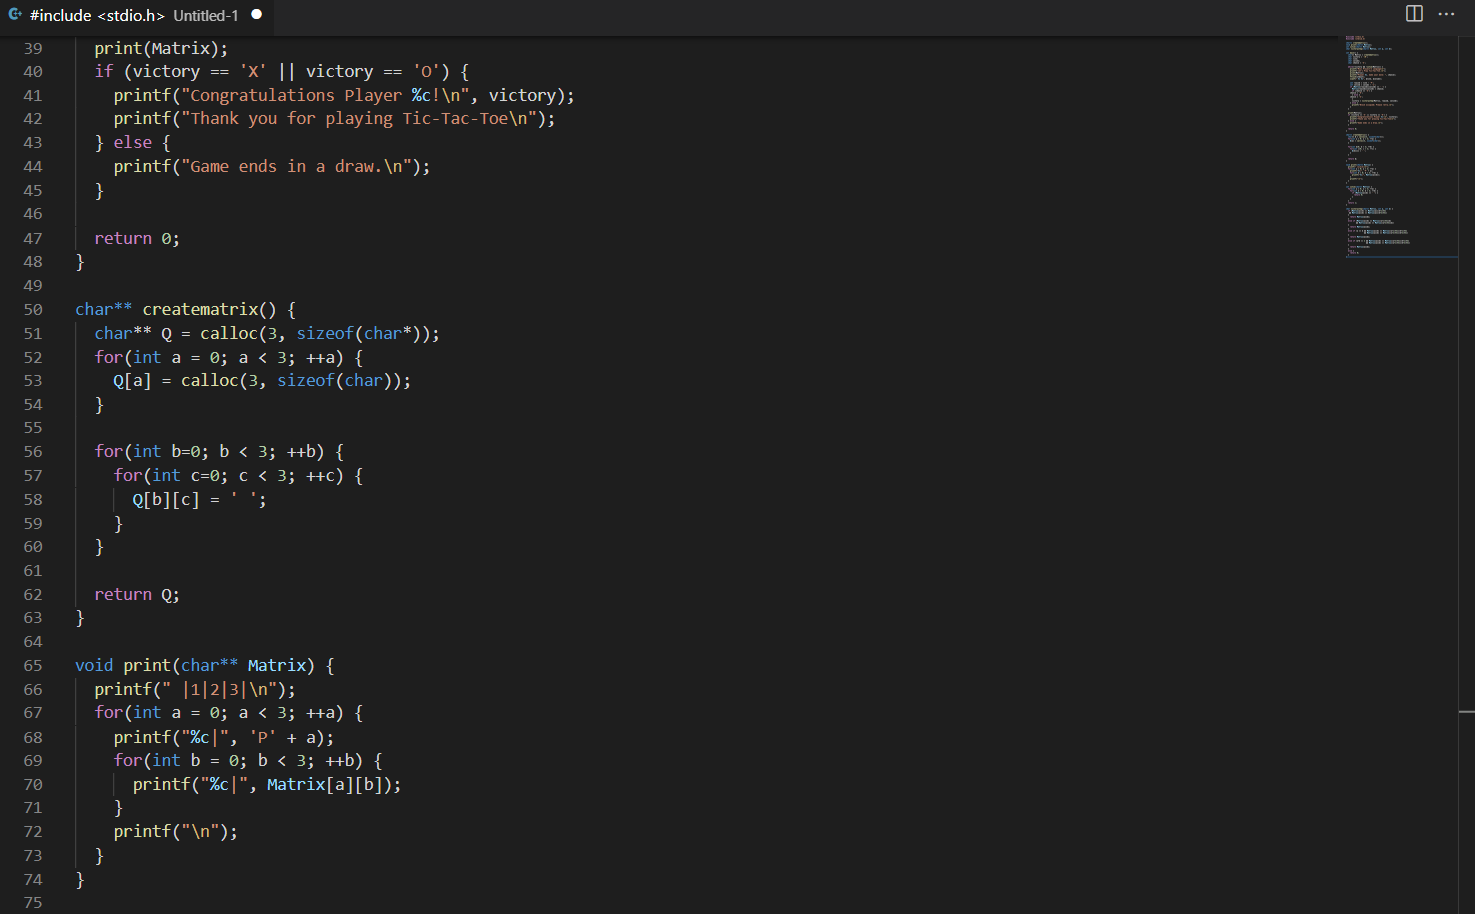 #include <stdio.h> Untitled-1
39 print(Matrix);
40 if (victory == 'X' || victory == 'O') {
41 printf("Congratulations Player %c!\n", victory);
42 printf("Thank you for playing Tic-Tac-Toe\n");
43 } else {
44 printf("Game ends in a draw.\n");
45 }
46
47 return 0;
48 }
49
50 char** creatematrix() {
51 char** Q = calloc(3, sizeof(char*));
52 for(int a = 0; a < 3; ++a) {
53 Q[a] = calloc(3, sizeof(char));
54 }
55
56 for(int b=0; b < 3; ++b) {
57 for(int c=0; c < 3; ++c) {
58 Q[b][c] = ' ';
59 }
60 }
61
62 return Q;
63 }
64
65 void print(char** Matrix) {
66 printf(" |1|2|3|\n");
67 for(int a = 0; a < 3; ++a) {
68 printf("%c|", 'P' + a);
69 for(int b = 0; b < 3; ++b) {
70 printf("%c|", Matrix[a][b]);
71 }
72 printf("\n");
73 }
74 }
75